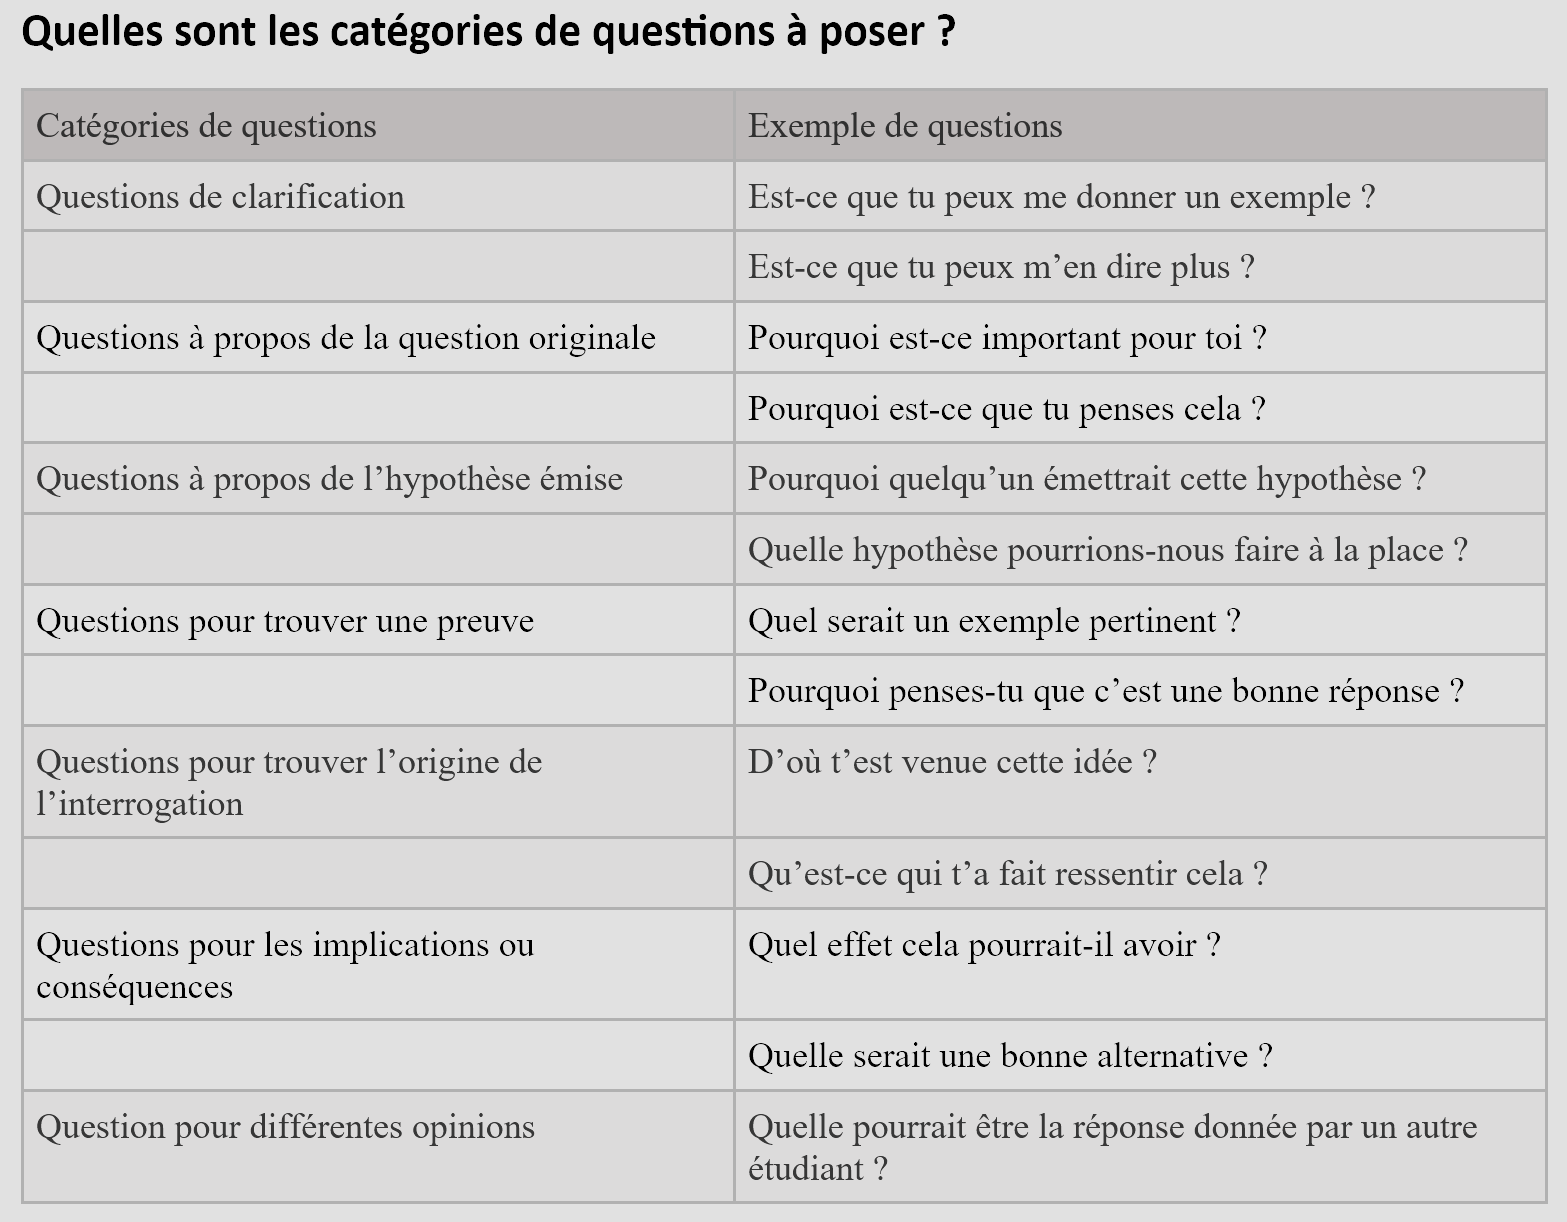 Quelles sont les catégories de questions à poser ?
Catégories de questions
Exemple de questions
Questions de clarification
Est-ce que tu peux me donner un exemple ?
Est-ce que tu peux m’en dire plus ?
Questions à propos de la question originale
Pourquoi est-ce important pour toi ?
Pourquoi est-ce que tu penses cela ?
Questions à propos de l’hypothèse émise
Pourquoi quelqu’un émettrait cette hypothèse ?
Quelle hypothèse pourrions-nous faire à la place ?
Questions pour trouver une preuve
Quel serait un exemple pertinent ?
Pourquoi penses-tu que c’est une bonne réponse ?
Questions pour trouver l’origine de
l’interrogation
D’où t’est venue cette idée ?
Qu’est-ce qui t’a fait ressentir cela ?
Questions pour les implications ou
conséquences
Quel effet cela pourrait-il avoir ?
Quelle serait une bonne alternative ?
Question pour différentes opinions
Quelle pourrait être la réponse donnée par un autre
étudiant ?